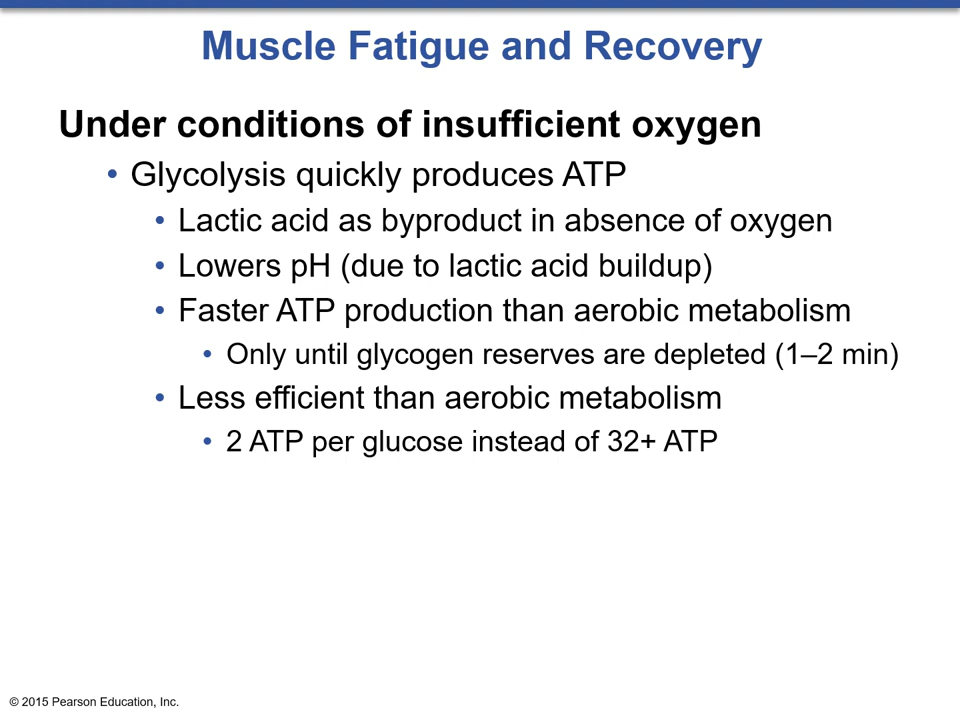 Muscle Fatigue and Recovery
Under conditions of insufficient oxygen
• Glycolysis quickly produces ATP
• Lactic acid as byproduct in absence of oxygen
• Lowers pH (due to lactic acid buildup)
• Faster ATP production than aerobic metabolism
• Only until glycogen reserves are depleted (1–2 min)
• Less efficient than aerobic metabolism
• 2 ATP per glucose instead of 32+ ATP
© 2015 Pearson Education, Inc.